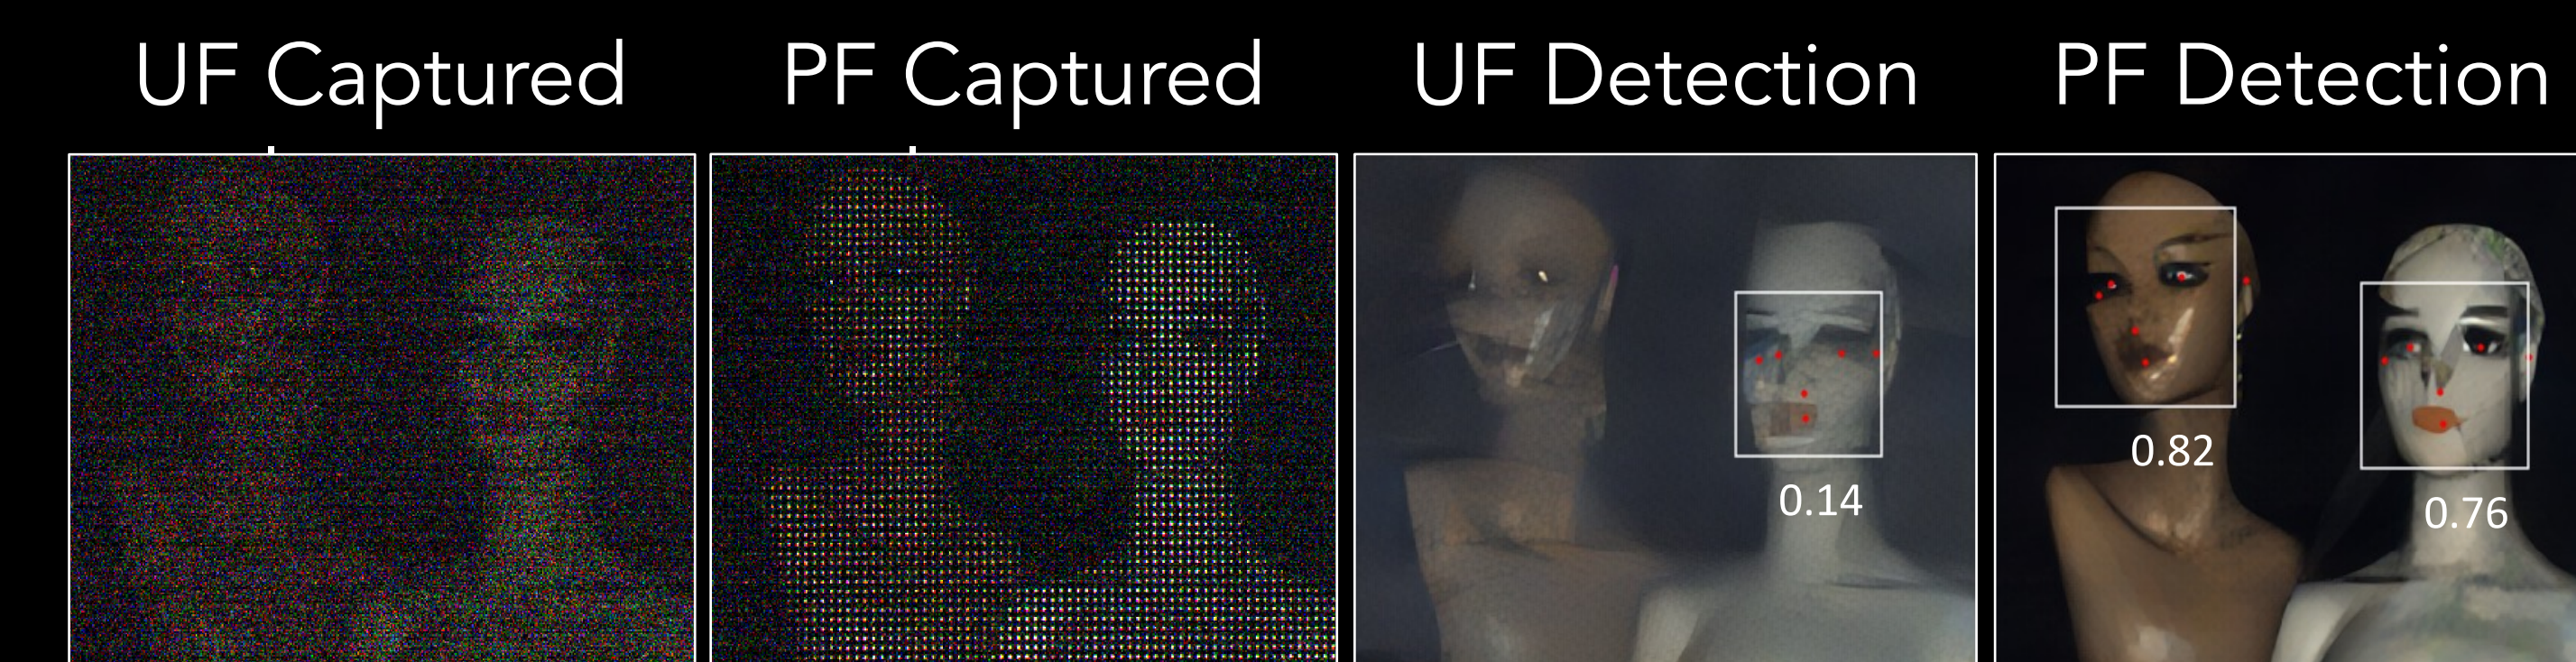 UF Captured
PF Captured
UF Detection
PF Detection
0.82
0.14
0.76